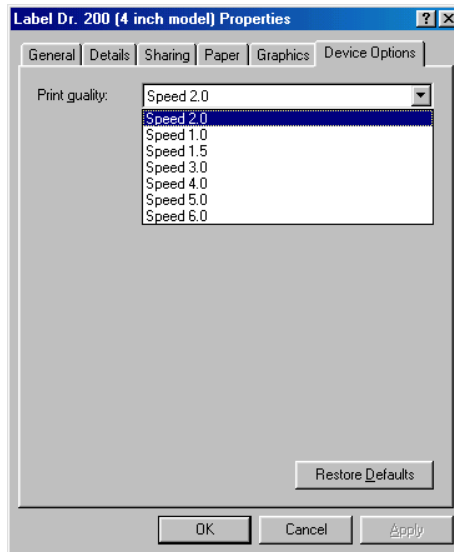 Label Dr. 200 (4 inch model) Properties
General Details Sharing Paper Graphics Device Options
Print quality: Speed 2.0
Speed 2.0
Speed 1.0
Speed 1.5
Speed 3.0
Speed 4.0
Speed 5.0
Speed 6.0
Restore Defaults
OK Cancel Apply